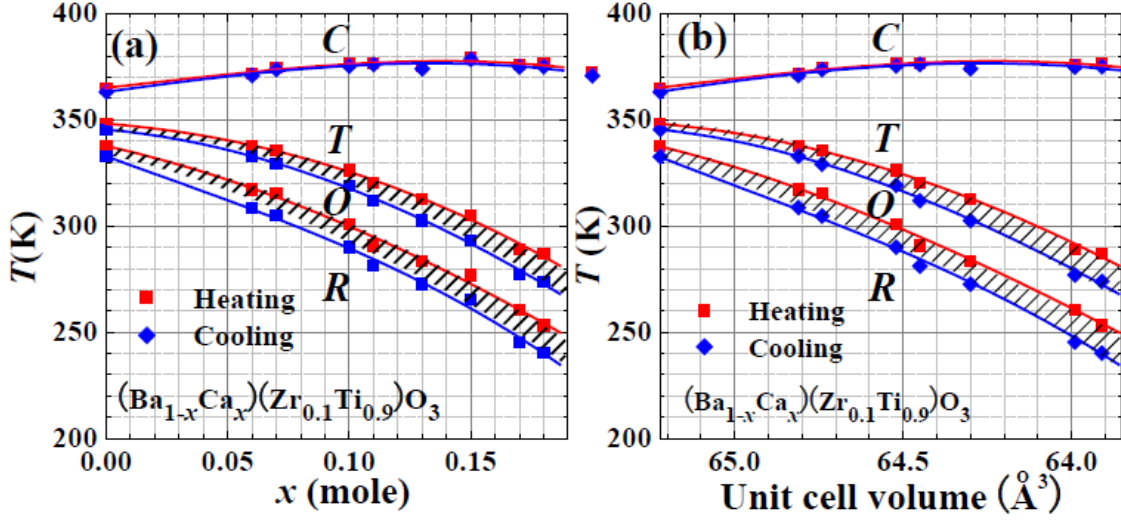 (a)
C
T
O
R
Heating
Cooling
(Ba1-xCax)(Zr0.1Ti0.9)O3
400
350
300
250
200
T(K)
0.00
0.05
0.10
0.15
x (mole)
(b)
C
T
O
R
Heating
Cooling
(Ba1-xCax)(Zr0.1Ti0.9)O3
400
350
300
250
200
T (K)
65.0
64.5
64.0
Unit cell volume (Å3)